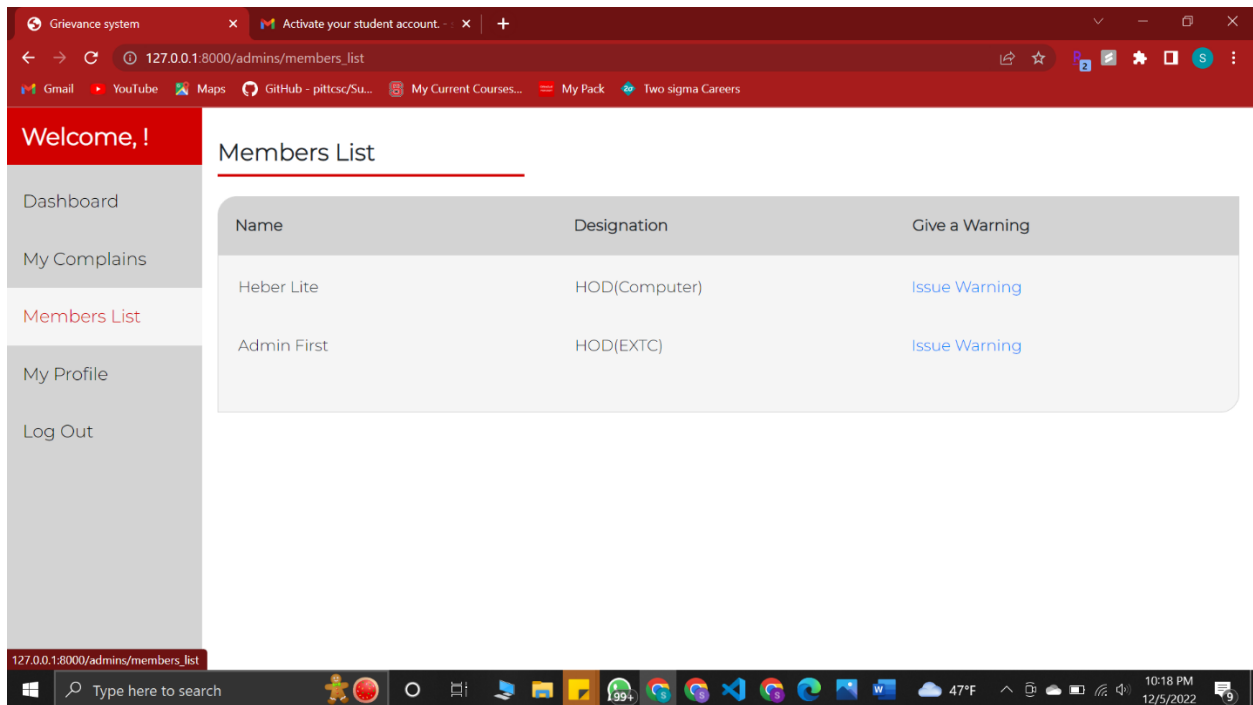 Grievance system
Activate your student account. -
127.0.0.1:8000/admins/members_list
Gmail YouTube Maps GitHub - pittcsc/Su... My Current Courses... My Pack Two sigma Careers
2
S
Welcome, !
Dashboard
My Complains
Members List
My Profile
Log Out
Members List
Name Designation Give a Warning
Heber Lite HOD(Computer) Issue Warning
Admin First HOD(EXTC) Issue Warning
127.0.0.1:8000/admins/members_list
Type here to search
99+
47°F
10:18 PM
12/5/2022
9